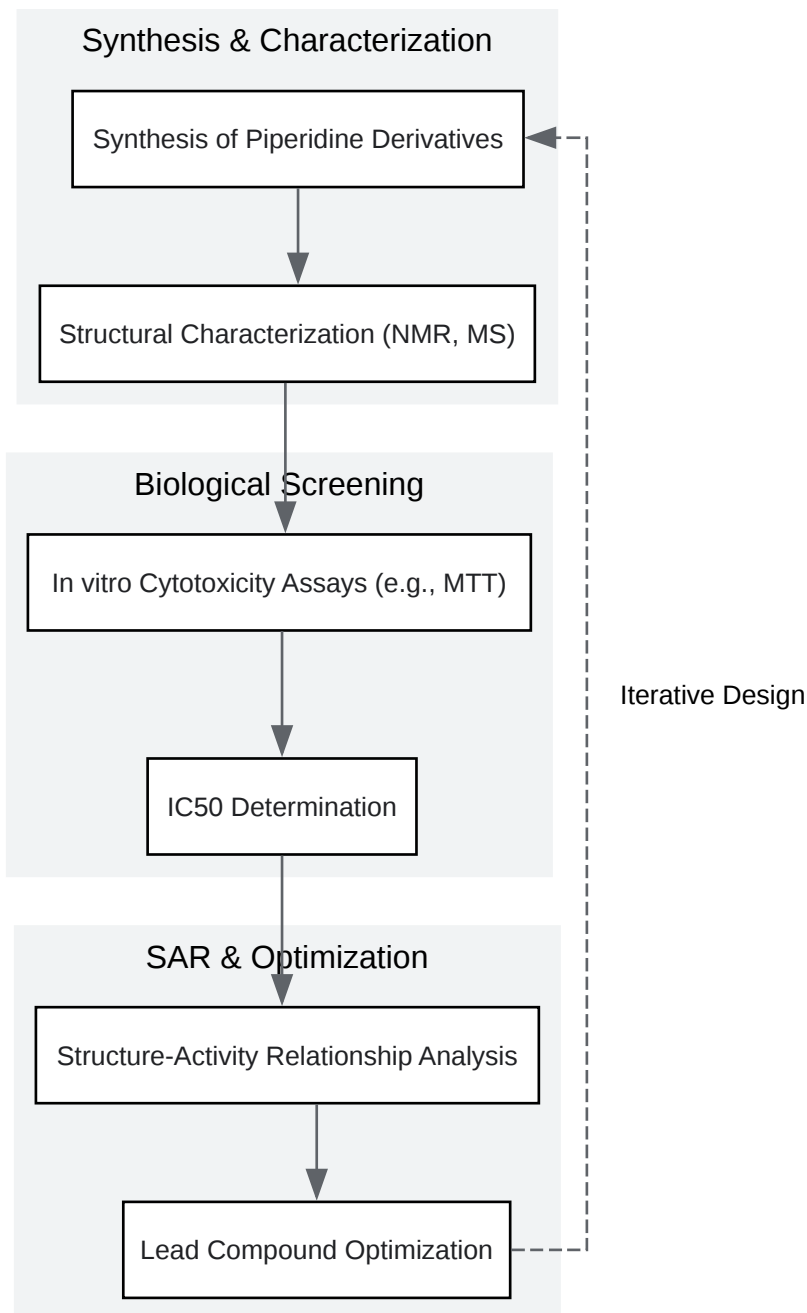 Synthesis & Characterization
Synthesis of Piperidine Derivatives
Structural Characterization (NMR, MS)
Biological Screening
In vitro Cytotoxicity Assays (e.g., MTT)
Iterative Design
IC50 Determination
SAR & Optimization
Structure-Activity Relationship Analysis
Lead Compound Optimization